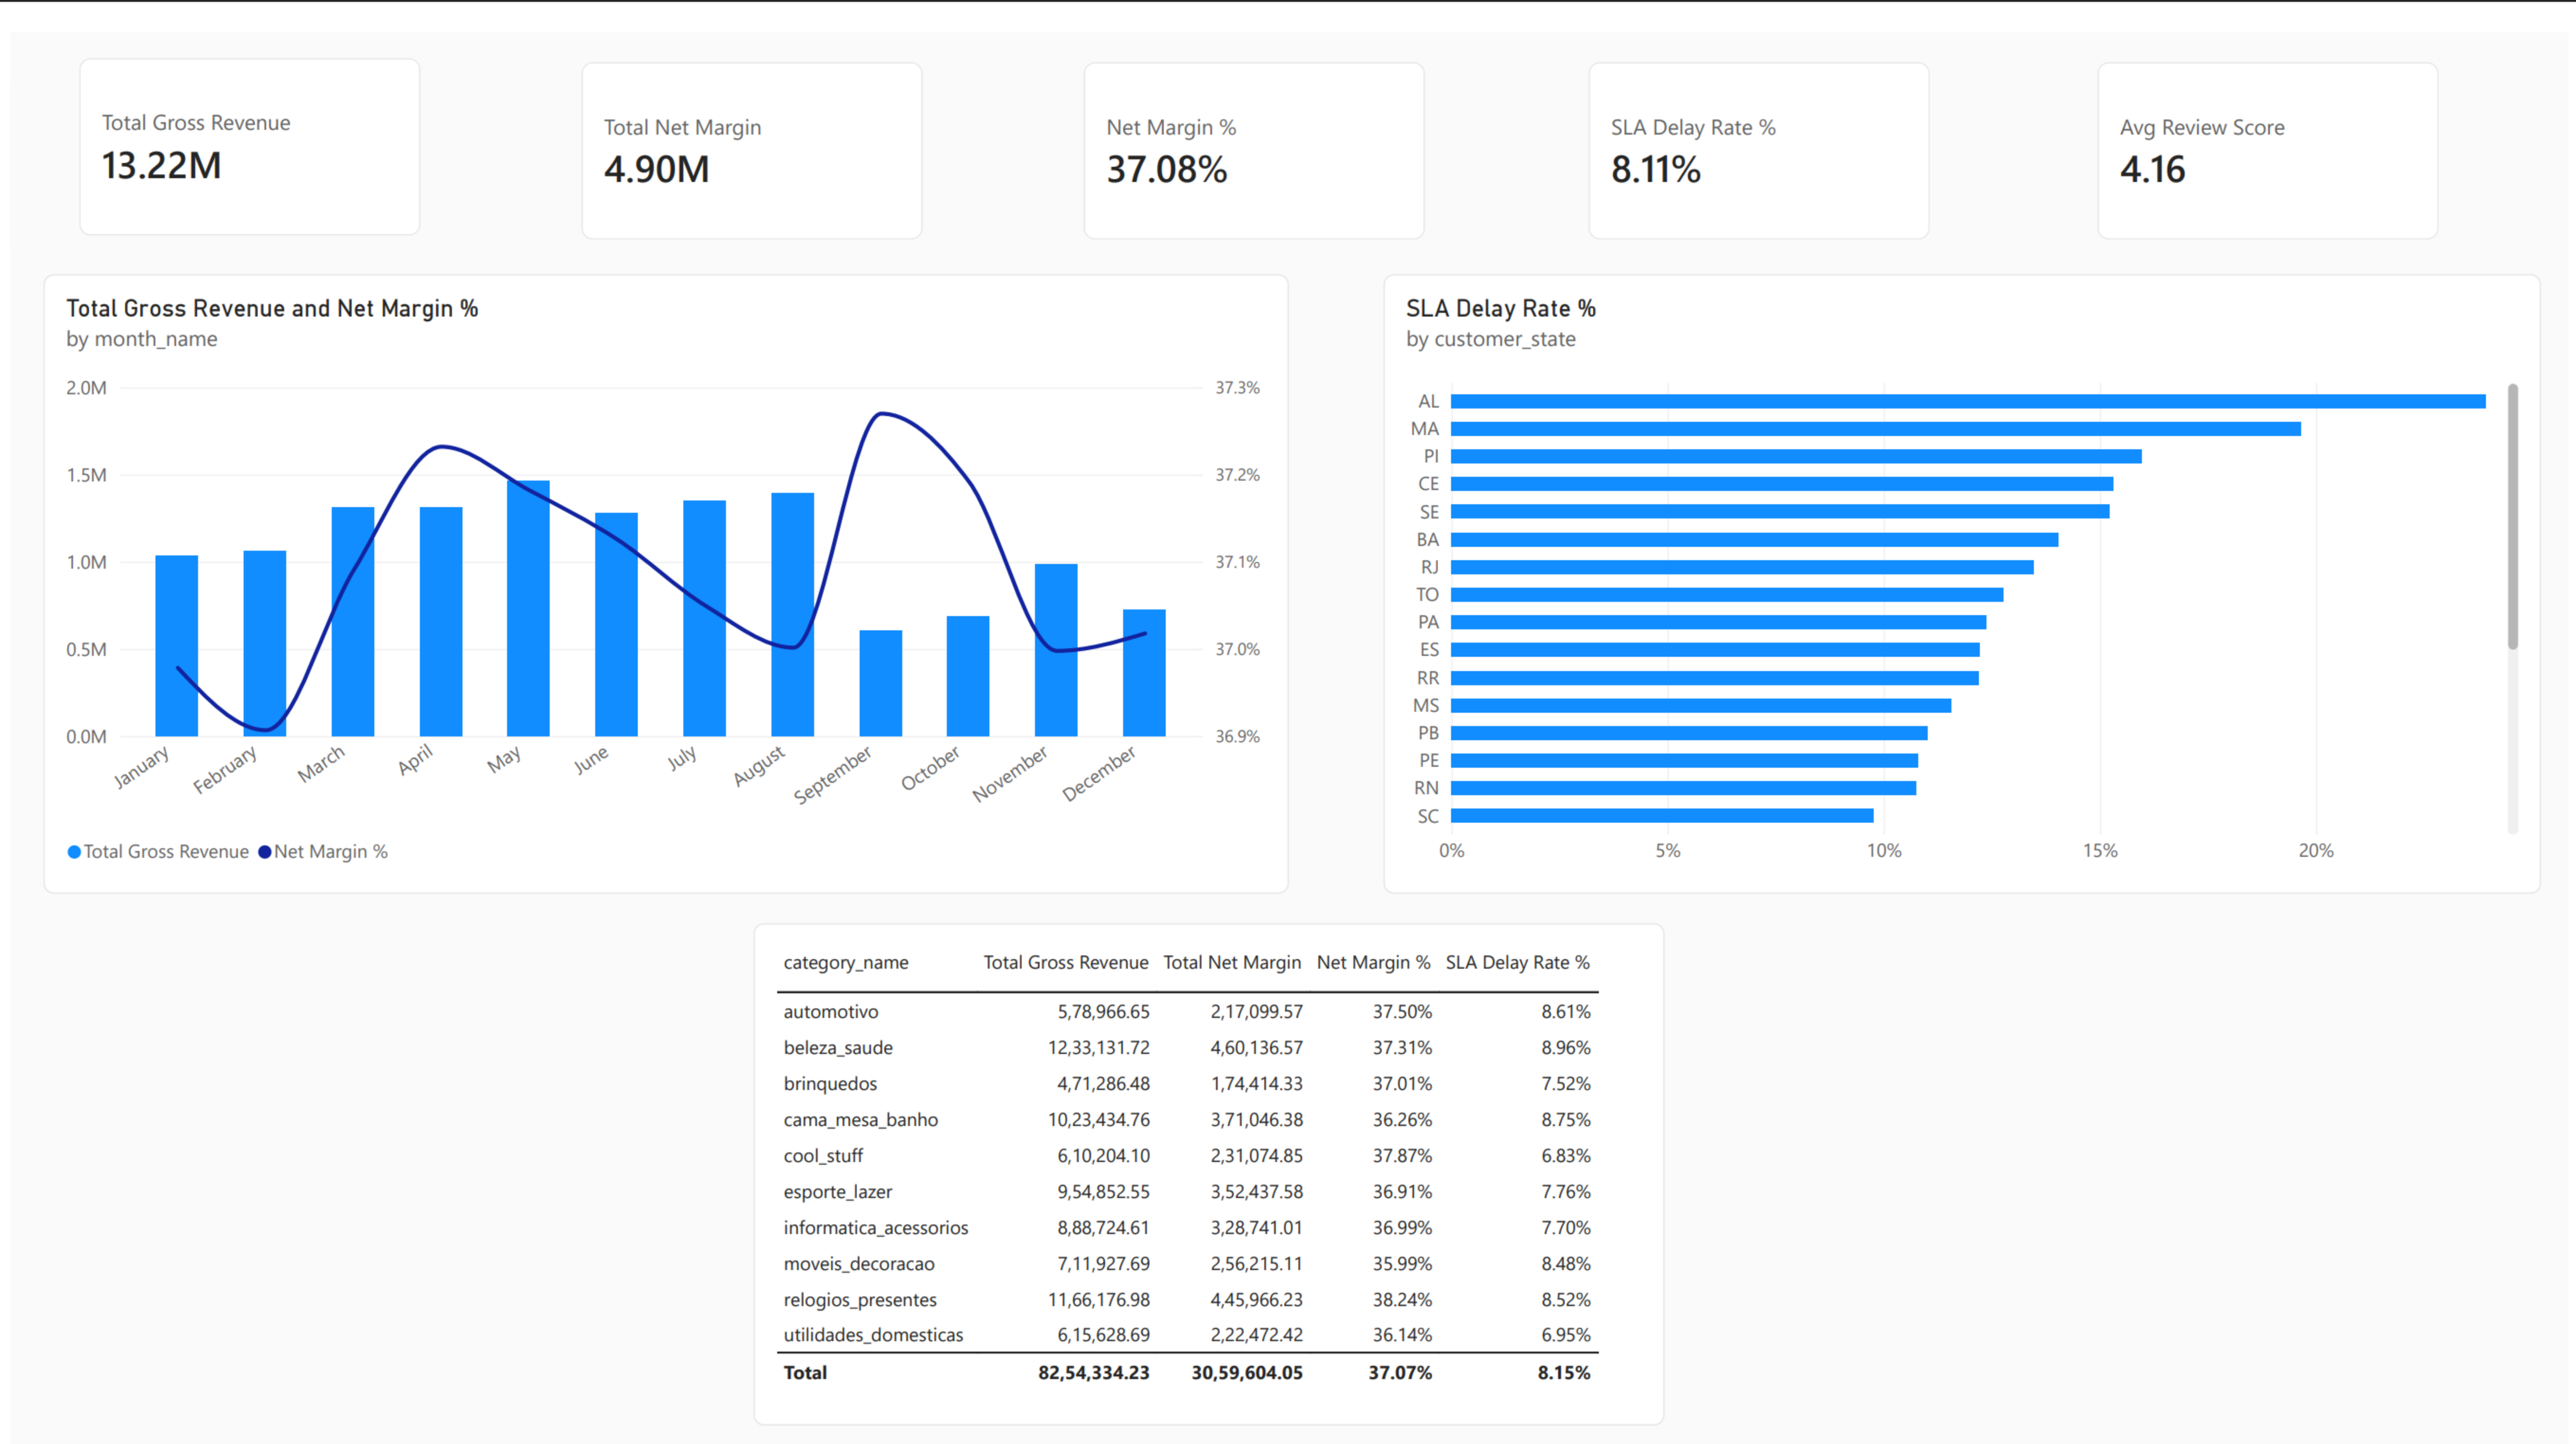 Total Gross Revenue
13.22M
Total Net Margin
4.90M
Net Margin %
37.08%
SLA Delay Rate %
8.11%
Avg Review Score
4.16
Total Gross Revenue and Net Margin %
by month_name
2.0M
1.5M
1.0M
0.5M
0.0M
37.3%
37.2%
37.1%
37.0%
36.9%
January
February
March
April
May
June
July
August
September
October
November
December
Total Gross Revenue Net Margin %
SLA Delay Rate %
by customer_state
AL
MA
PI
CE
SE
BA
RJ
TO
PA
ES
RR
MS
PB
PE
RN
SC
0% 5% 10% 15% 20%
category_name Total Gross Revenue Total Net Margin Net Margin % SLA Delay Rate %
automotivo 5,78,966.65 2,17,099.57 37.50% 8.61%
beleza_saude 12,33,131.72 4,60,136.57 37.31% 8.96%
brinquedos 4,71,286.48 1,74,414.33 37.01% 7.52%
cama_mesa_banho 10,23,434.76 3,71,046.38 36.26% 8.75%
cool_stuff 6,10,204.10 2,31,074.85 37.87% 6.83%
esporte_lazer 9,54,852.55 3,52,437.58 36.91% 7.76%
informatica_acessorios 8,88,724.61 3,28,741.01 36.99% 7.70%
moveis_decoracao 7,11,927.69 2,56,215.11 35.99% 8.48%
relogios_presentes 11,66,176.98 4,45,966.23 38.24% 8.52%
utilidades_domesticas 6,15,628.69 2,22,472.42 36.14% 6.95%
Total 82,54,334.23 30,59,604.05 37.07% 8.15%